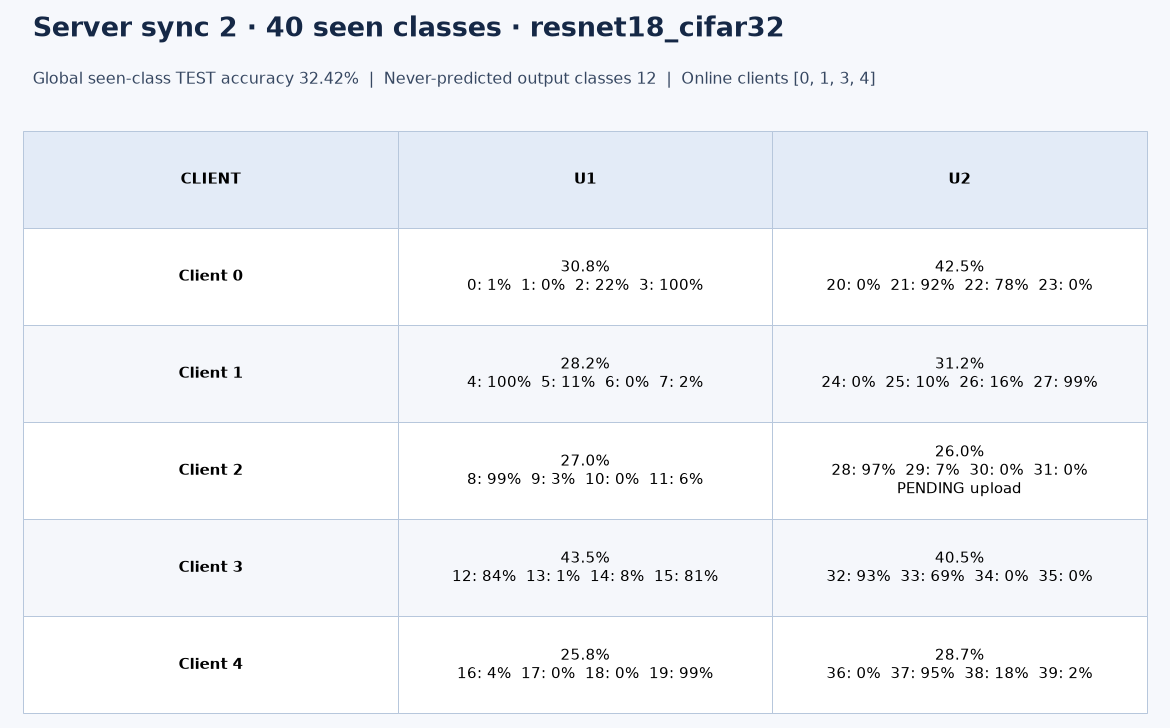 Server sync 2 · 40 seen classes · resnet18_cifar32
Global seen-class TEST accuracy 32.42%  |  Never-predicted output classes 12  |  Online clients [0, 1, 3, 4]
CLIENT
U1
U2
Client 0
30.8%
0: 1%  1: 0%  2: 22%  3: 100%
42.5%
20: 0%  21: 92%  22: 78%  23: 0%
Client 1
28.2%
4: 100%  5: 11%  6: 0%  7: 2%
31.2%
24: 0%  25: 10%  26: 16%  27: 99%
Client 2
27.0%
8: 99%  9: 3%  10: 0%  11: 6%
26.0%
28: 97%  29: 7%  30: 0%  31: 0%
PENDING upload
Client 3
43.5%
12: 84%  13: 1%  14: 8%  15: 81%
40.5%
32: 93%  33: 69%  34: 0%  35: 0%
Client 4
25.8%
16: 4%  17: 0%  18: 0%  19: 99%
28.7%
36: 0%  37: 95%  38: 18%  39: 2%